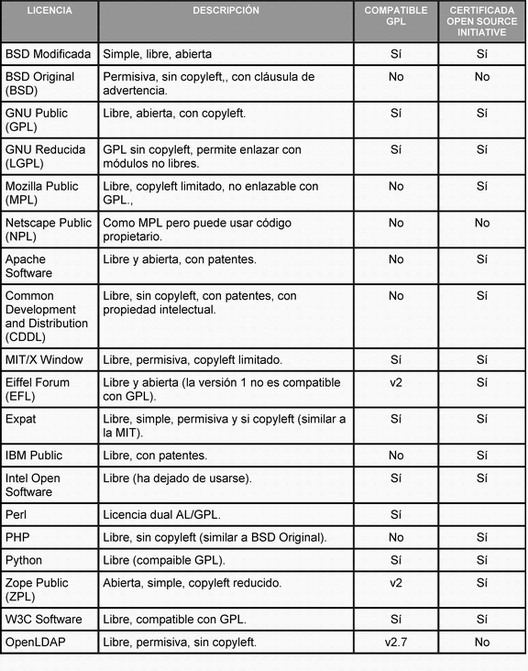 LICENCIA DESCRIPCIÓN COMPATIBLE GPL CERTIFICADA OPEN SOURCE INITIATIVE
BSD Modificada Simple, libre, abierta Sí Sí
BSD Original (BSD) Permisiva, sin copyleft,, con cláusula de advertencia. No No
GNU Public (GPL) Libre, abierta, con copyleft. Sí Sí
GNU Reducida (LGPL) GPL sin copyleft, permite enlazar con módulos no libres. Sí Sí
Mozilla Public (MPL) Libre, copyleft limitado, no enlazable con GPL., No Sí
Netscape Public (NPL) Como MPL pero puede usar código propietario. No No
Apache Software Libre y abierta, con patentes. No Sí
Common Development and Distribution (CDDL) Libre, sin copyleft, con patentes, con propiedad intelectual. No Sí
MIT/X Window Libre, permisiva, copyleft limitado. Sí Sí
Eiffel Forum (EFL) Libre y abierta (la versión 1 no es compatible con GPL). v2 Sí
Expat Libre, simple, permisiva y si copyleft (similar a la MIT). Sí Sí
IBM Public Libre, con patentes. No Sí
Intel Open Software Libre (ha dejado de usarse). Sí Sí
Perl Licencia dual AL/GPL. Sí
PHP Libre, sin copyleft (similar a BSD Original). No Sí
Python Libre (compaible GPL). Sí Sí
Zope Public (ZPL) Abierta, simple, copyleft reducido. v2 Sí
W3C Software Libre, compatible con GPL. Sí Sí
OpenLDAP Libre, permisiva, sin copyleft. v2.7 No